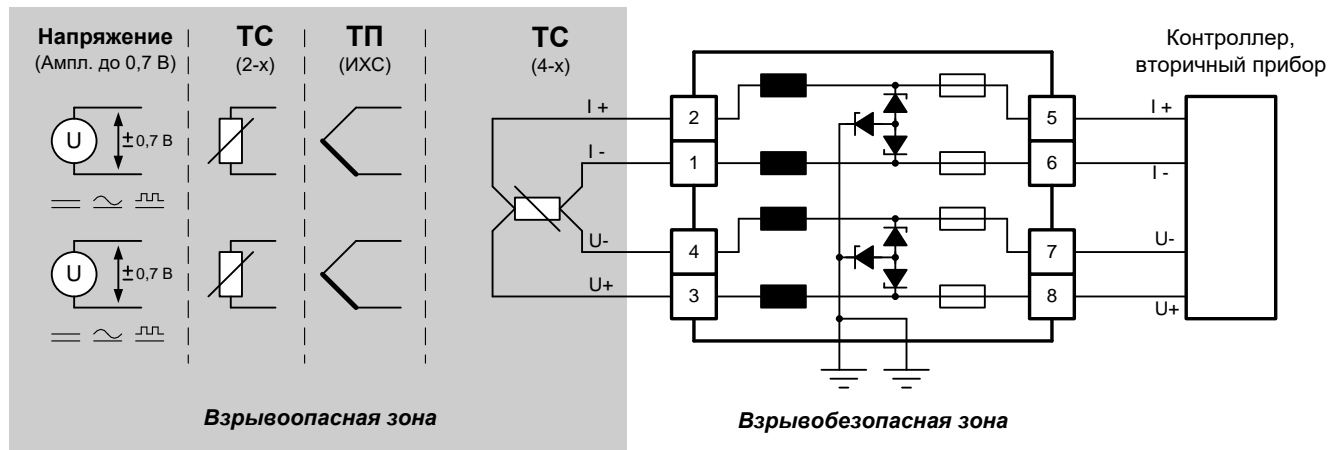 Напряжение
(Ампл. до 0,7 В)
ТС
(2-х)
ТП
(ИХС)
ТС
(4-х)
Контроллер,
вторичный прибор
U
± 0,7 В
U
± 0,7 В
I +
I -
U-
U+
2
1
4
3
5
6
7
8
I +
I -
U-
U+
Взрывоопасная зона
Взрывобезопасная зона